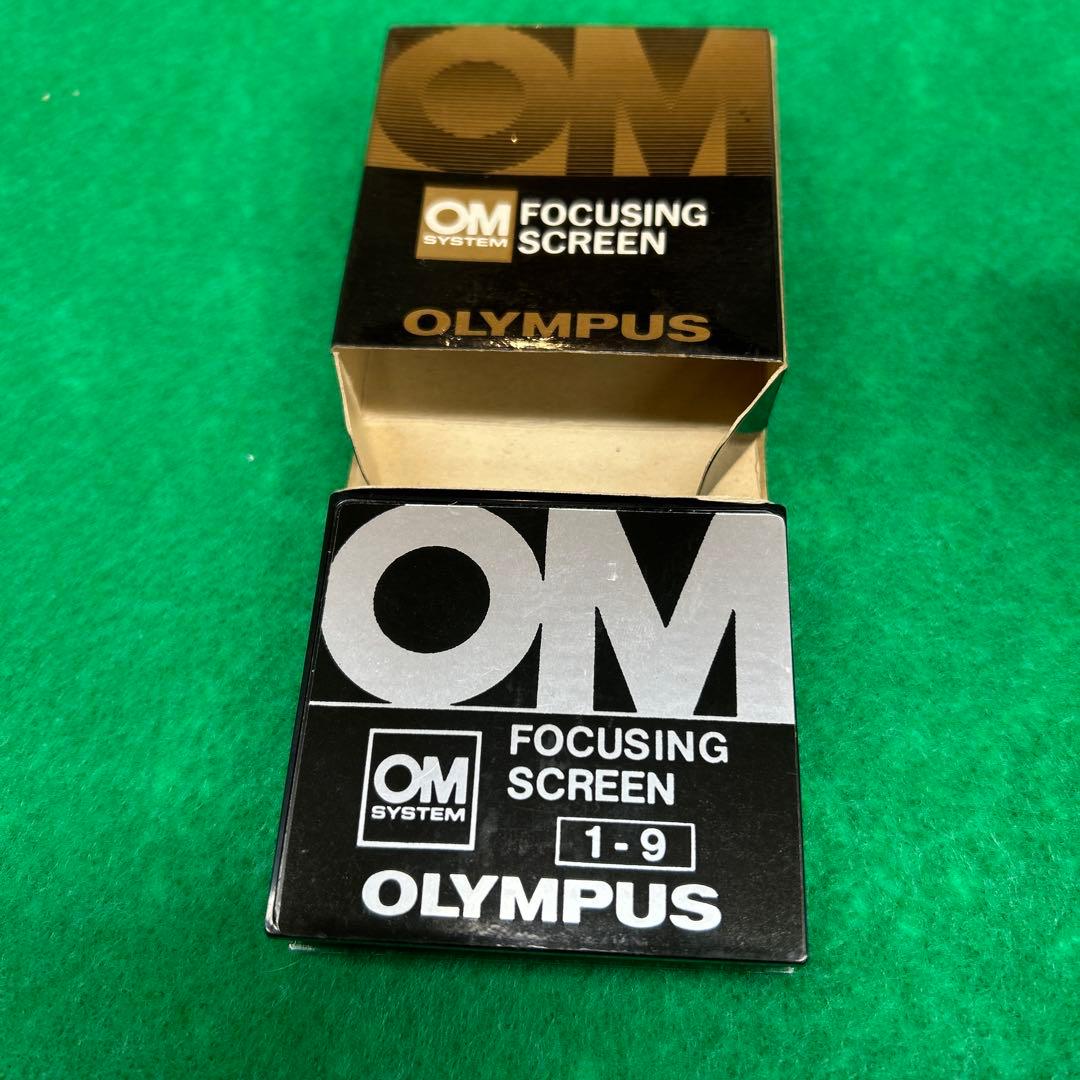 OM
OM SYSTEM
FOCUSING
SCREEN
OLYMPUS
OM
OM SYSTEM
FOCUSING
SCREEN
1-9
OLYMPUS